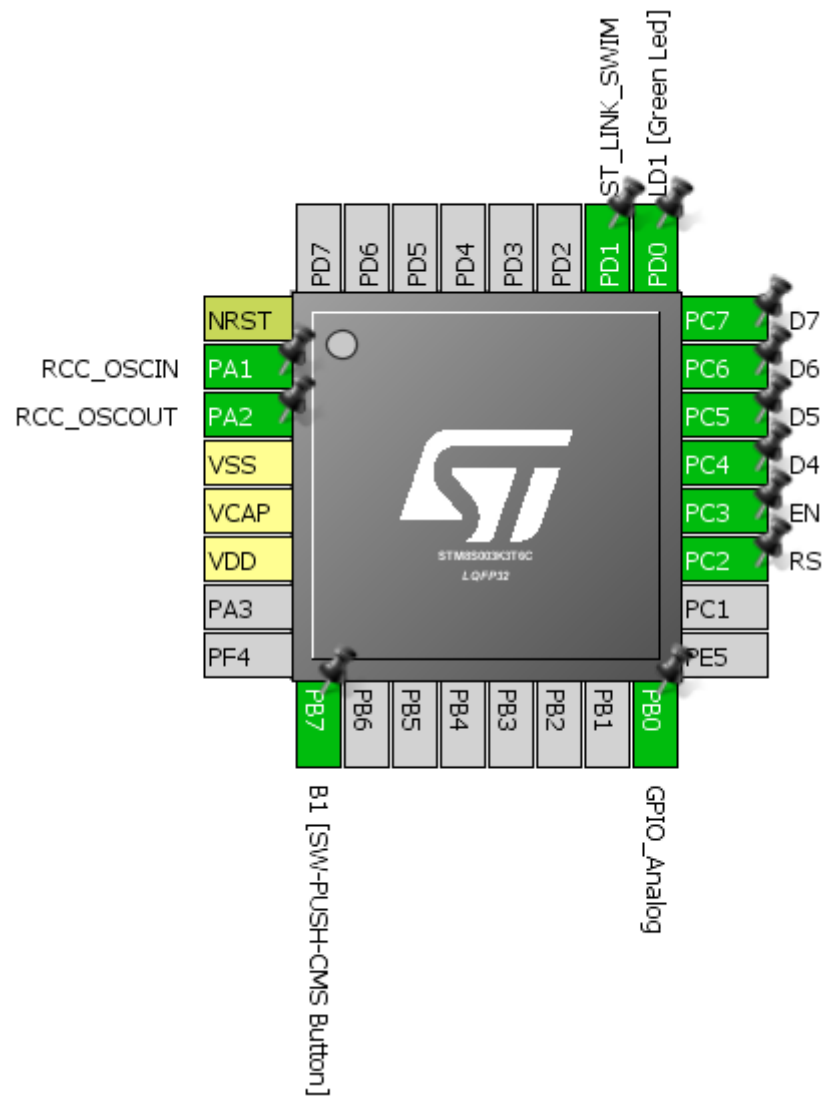 ST_LINK_SWIM
LD1 [Green Led]
PD7
PD6
PD5
PD4
PD3
PD2
PD1
PD0
NRST
RCC_OSCIN PA1
RCC_OSCOUT PA2
VSS
VCAP
VDD
PA3
PF4
PC7 D7
PC6 D6
PC5 D5
PC4 D4
PC3 EN
PC2 RS
PC1
PE5
ST
STM8S003K3T6C
LQFP32
PB7
PB6
PB5
PB4
PB3
PB2
PB1
PB0
B1 [SW-PUSH-CMS Button]
GPIO_Analog